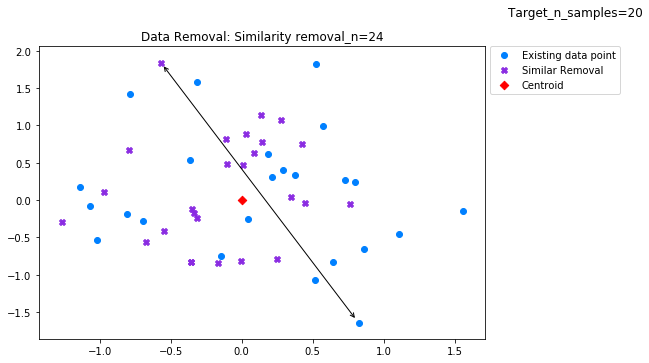 Target_n_samples=20
Data Removal: Similarity removal_n=24
Existing data point
Similar Removal
Centroid
2.0
1.5
1.0
0.5
0.0
−0.5
−1.0
−1.5
−1.0 −0.5 0.0 0.5 1.0 1.5